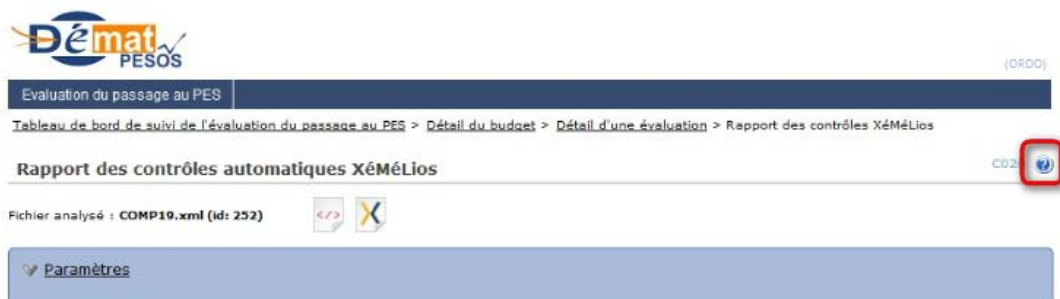 Démat
PESOS
(ORDO)
Evaluation du passage au PES
Tableau de bord de suivi de l'évaluation du passage au PES > Détail du budget > Détail d'une évaluation > Rapport des contrôles XéMéLios
Rapport des contrôles automatiques XéMéLios
?
Fichier analysé : COMP19.xml (id: 252)
</>
X
Paramètres